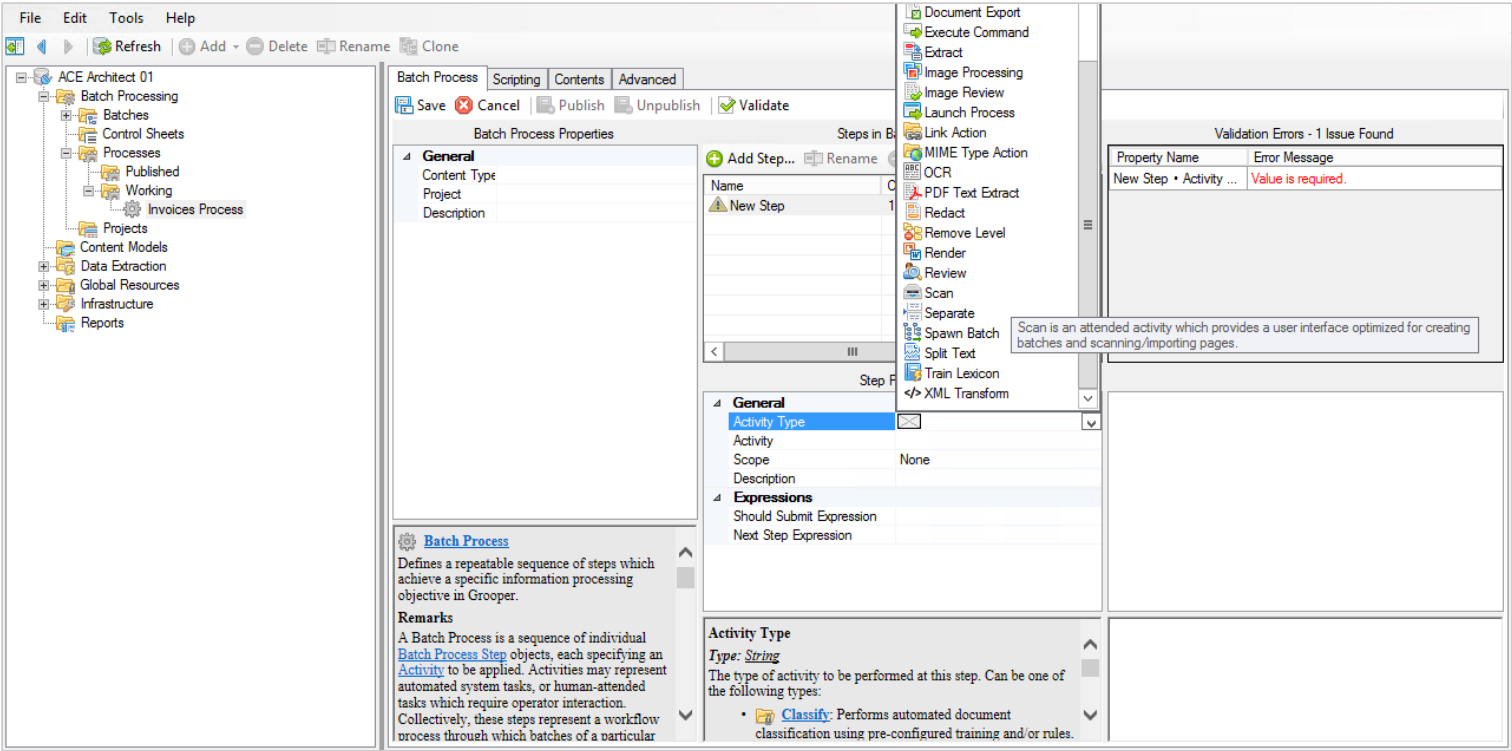 File Edit Tools Help
Refresh Add Delete Rename Clone
ACE Architect 01
Batch Processing
Batches
Control Sheets
Processes
Published
Working
Invoices Process
Projects
Content Models
Data Extraction
Global Resources
Infrastructure
Reports
Batch Process Scripting Contents Advanced
Save Cancel Publish Unpublish Validate
Batch Process Properties
General
Content Type
Project
Description
Batch Process
Defines a repeatable sequence of steps which
achieve a specific information processing
objective in Grooper.
Remarks
A Batch Process is a sequence of individual
Batch Process Step objects, each specifying an
Activity to be applied. Activities may represent
automated system tasks, or human-attended
tasks which require operator interaction.
Collectively, these steps represent a workflow
process through which batches of a particular
Steps in Ba
Add Step... Rename
Name O
New Step 1
Document Export
Execute Command
Extract
Image Processing
Image Review
Launch Process
Link Action
MIME Type Action
OCR
PDF Text Extract
Redact
Remove Level
Render
Review
Scan
Separate
Spawn Batch
Split Text
Train Lexicon
</> XML Transform
Scan is an attended activity which provides a user interface optimized for creating
batches and scanning/importing pages.
Step P
General
Activity Type
Activity
Scope None
Description
Expressions
Should Submit Expression
Next Step Expression
Activity Type
Type: String
The type of activity to be performed at this step. Can be one of
the following types:
• Classify: Performs automated document
classification using pre-configured training and/or rules.
Validation Errors - 1 Issue Found
Property Name Error Message
New Step • Activity ... Value is required.